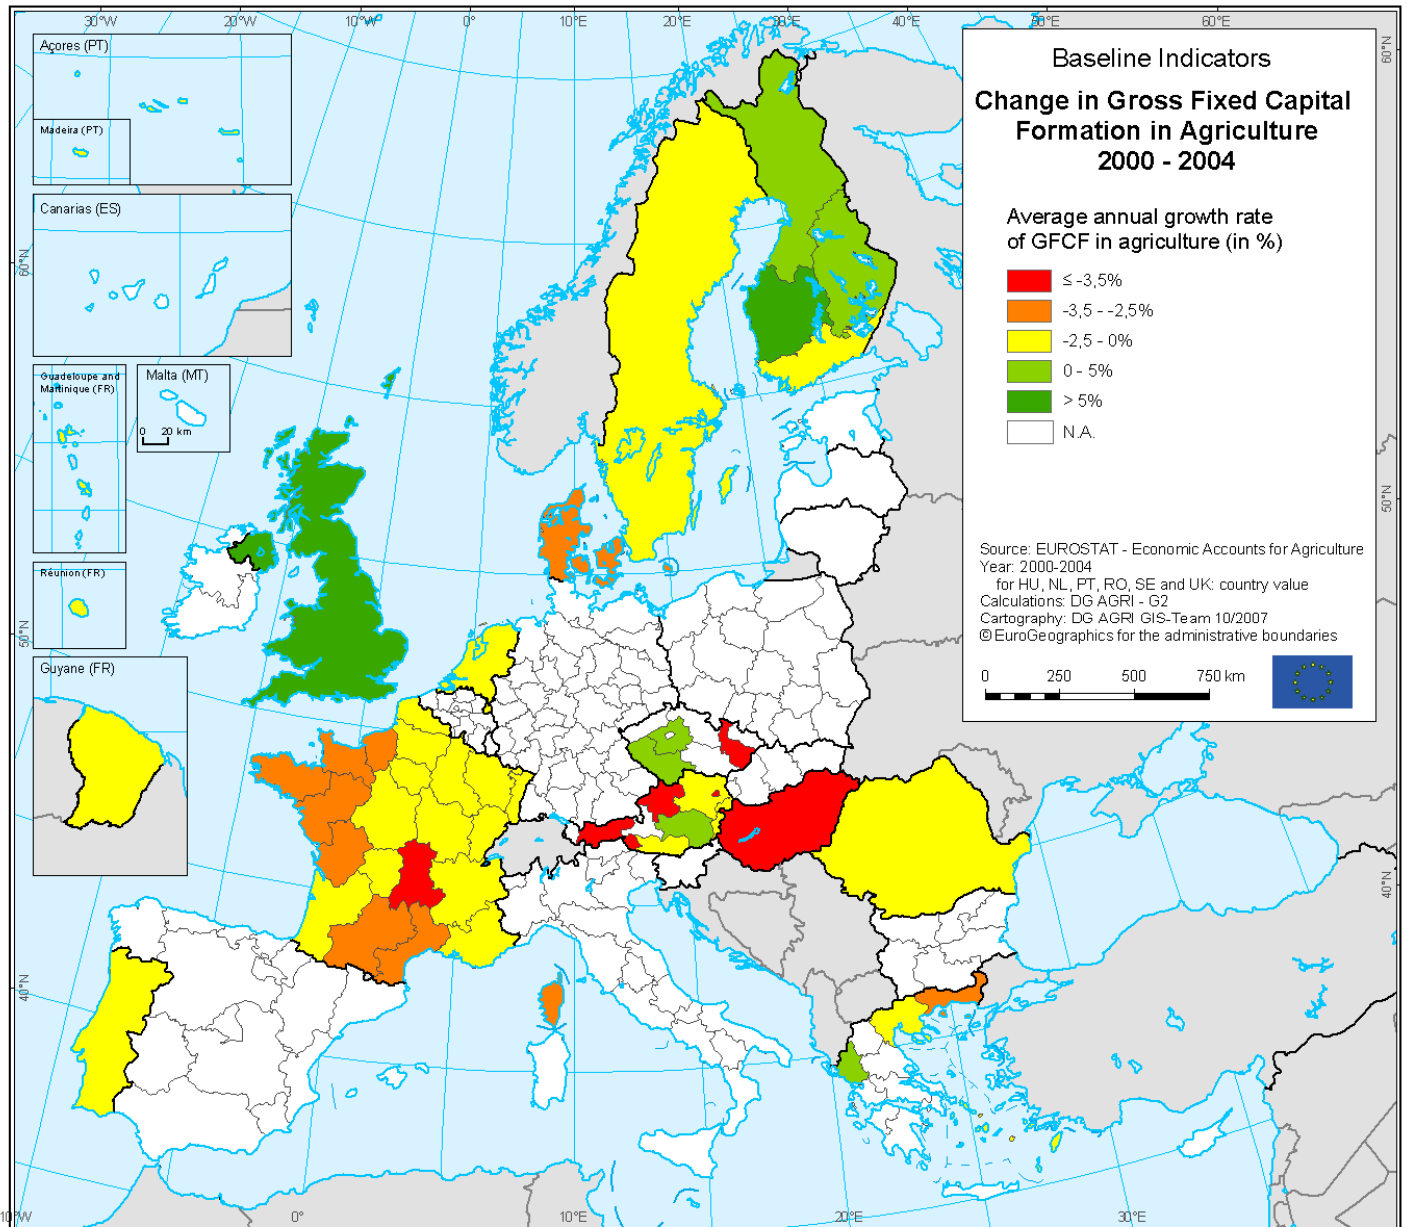 30°W 20°W 10°W 0° 10°E 20°E 30°E 40°E 50°E 60°E
Açores (PT)
Madeira (PT)
Canarias (ES)
Guadeloupe and
Martinique (FR)
Malta (MT)
0 20 km
Réunion (FR)
Guyane (FR)
60°N
50°N
40°N
Baseline Indicators
Change in Gross Fixed Capital
Formation in Agriculture
2000 - 2004
Average annual growth rate
of GFCF in agriculture (in %)
≤ -3,5%
-3,5 - -2,5%
-2,5 - 0%
0 - 5%
> 5%
N.A.
Source: EUROSTAT - Economic Accounts for Agriculture
Year: 2000-2004
for HU, NL, PT, RO, SE and UK: country value
Calculations: DG AGRI - G2
Cartography: DG AGRI GIS-Team 10/2007
© EuroGeographics for the administrative boundaries
0 250 500 750 km
60°N
50°N
40°N
10°W 0° 10°E 20°E 30°E